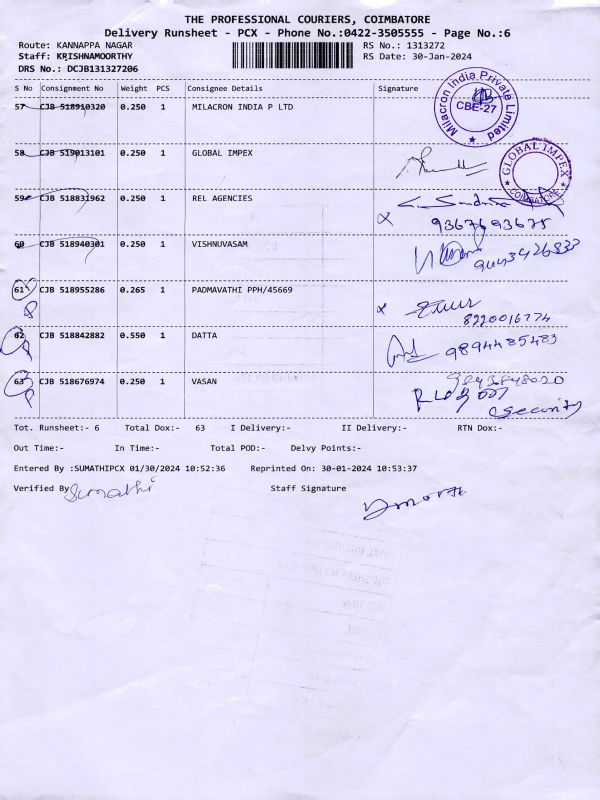 THE PROFESSIONAL COURIERS, COIMBATORE
Delivery Runsheet - PCX - Phone No.:0422-3505555 - Page No.:6
Route: KANNAPPA NAGAR RS No.: 1313272
Staff: KRISHNAMOORTHY RS Date: 30-Jan-2024
DRS No.: DCJB131327206
S No Consignment No Weight PCS Consignee Details Signature
57 CJB 518910320 0.250 1 MILACRON INDIA P LTD
Milacron India Private Limited
CBE-27
58 CJB 519013101 0.250 1 GLOBAL IMPEX
GLOBAL IMPEX
COIMBATORE
59 CJB 518831962 0.250 1 REL AGENCIES
9367693675
60 CJB 518940301 0.250 1 VISHNUVASAM
61 CJB 518955286 0.265 1 PADMAVATHI PPH/45669
8220016774
62 CJB 518842882 0.550 1 DATTA
9894485483
63 CJB 518676974 0.250 1 VASAN
security
Tot. Runsheet:- 6 Total Dox:- 63 I Delivery:- II Delivery:- RTN Dox:-
Out Time:- In Time:- Total POD:- Delvy Points:-
Entered By :SUMATHIPCX 01/30/2024 10:52:36 Reprinted On: 30-01-2024 10:53:37
Verified By Sumathi Staff Signature